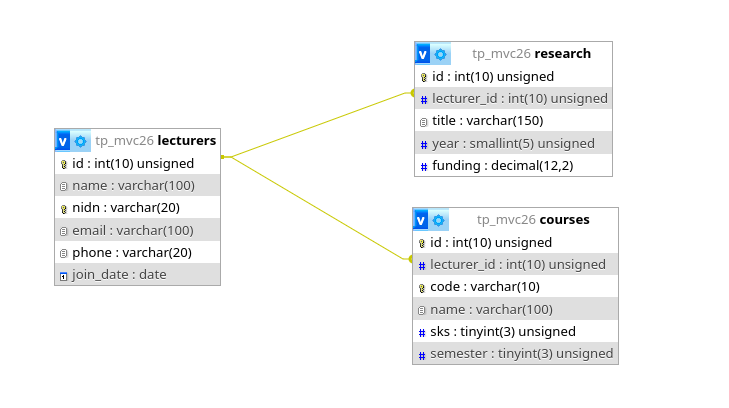 tp_mvc26 research
id : int(10) unsigned
lecturer_id : int(10) unsigned
title : varchar(150)
year : smallint(5) unsigned
funding : decimal(12,2)
tp_mvc26 lecturers
id : int(10) unsigned
name : varchar(100)
nidn : varchar(20)
email : varchar(100)
phone : varchar(20)
join_date : date
tp_mvc26 courses
id : int(10) unsigned
lecturer_id : int(10) unsigned
code : varchar(10)
name : varchar(100)
sks : tinyint(3) unsigned
semester : tinyint(3) unsigned